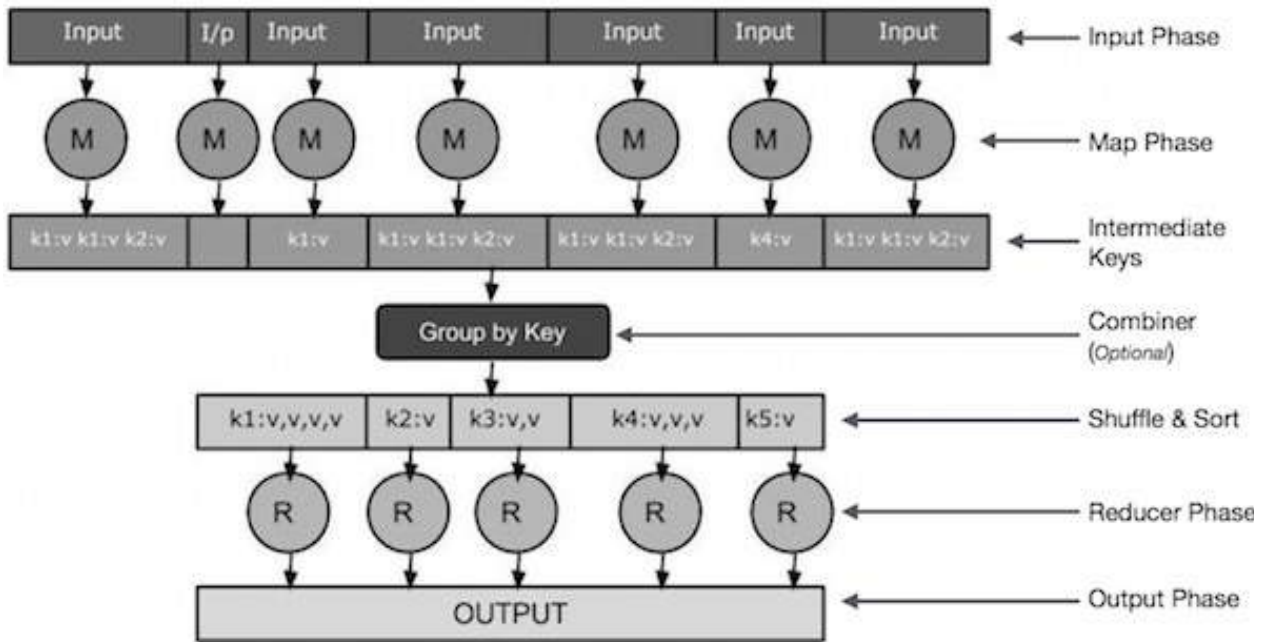 Input I/p Input Input Input Input Input
Input Phase
M M M M M M M
Map Phase
k1:v k1:v k2:v k1:v k1:v k1:v k2:v k1:v k1:v k2:v k4:v k1:v k1:v k2:v
Intermediate
Keys
Group by Key
Combiner
(Optional)
k1:v,v,v,v k2:v k3:v,v k4:v,v,v k5:v
Shuffle & Sort
R R R R R
Reducer Phase
OUTPUT
Output Phase